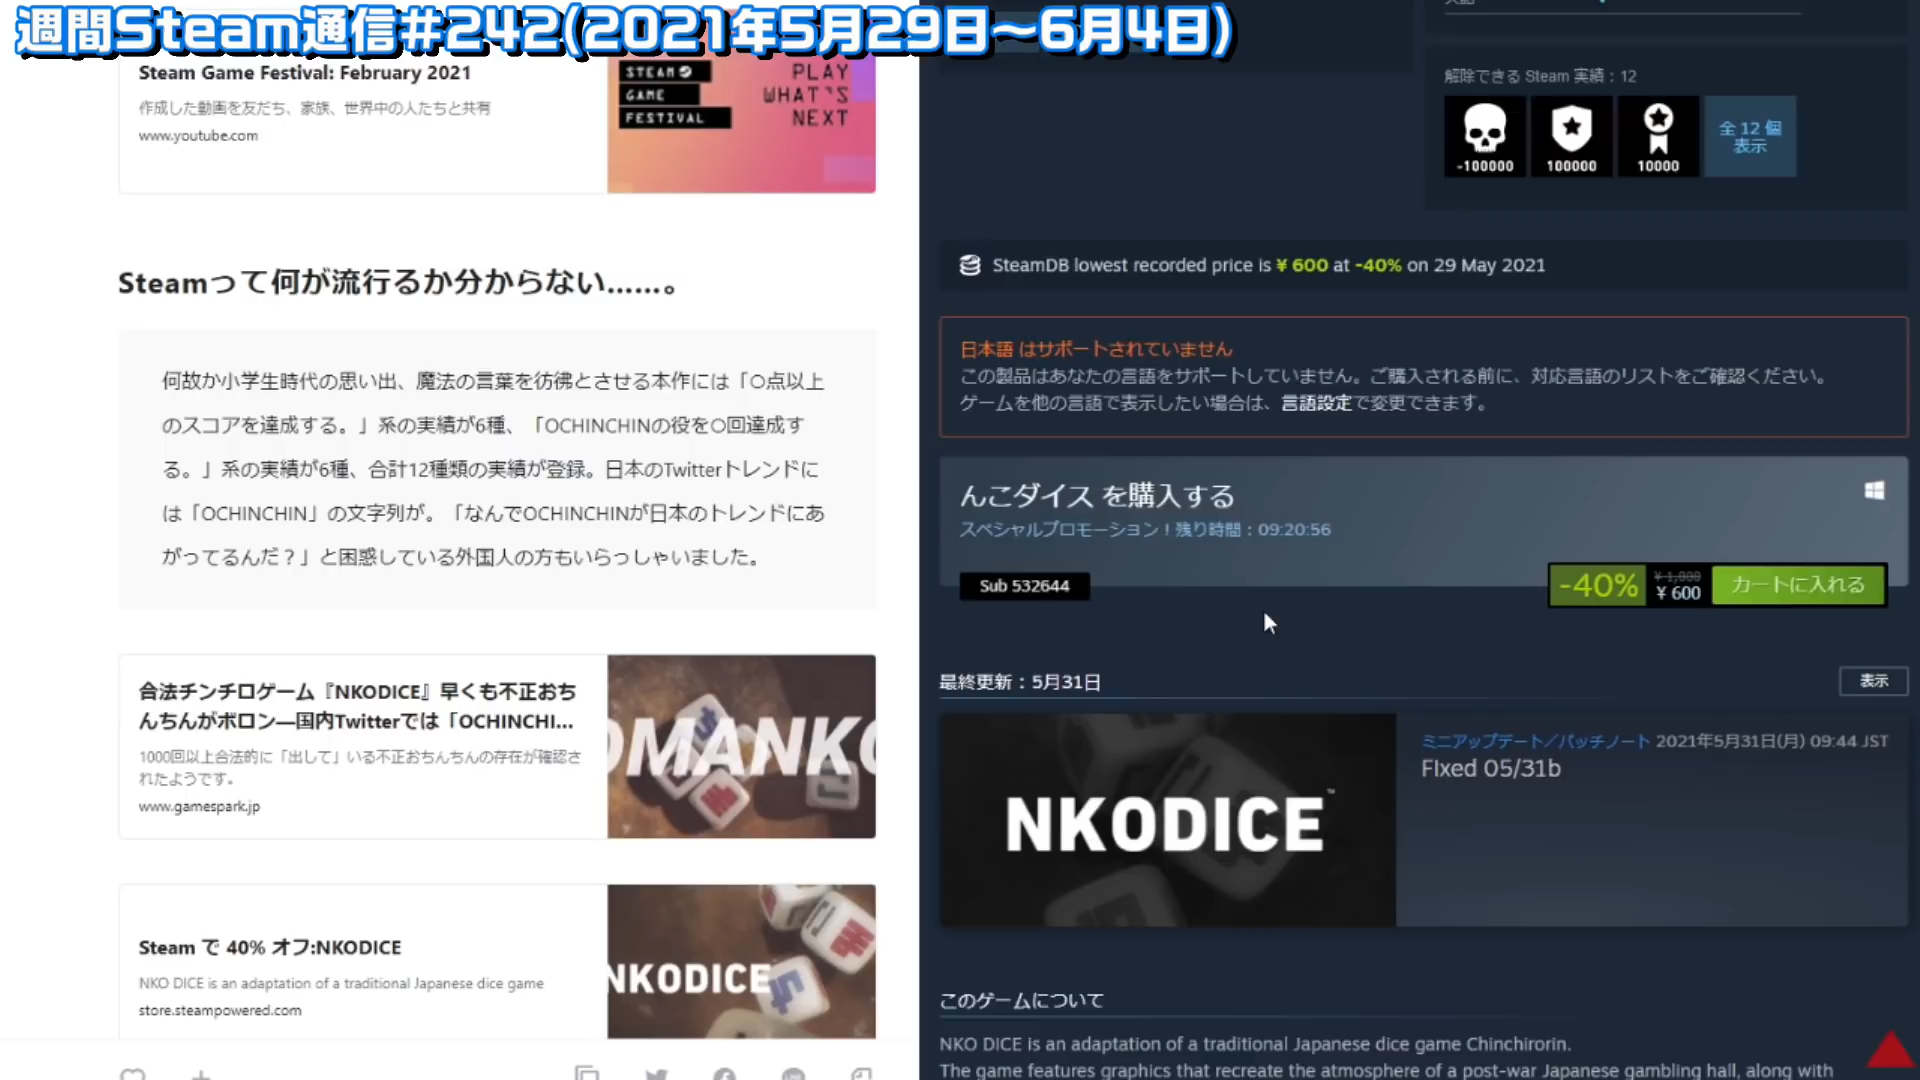 週間Steam通信#242(2021年5月29日～6月4日)
Steam Game Festival: February 2021
作成した動画を友だち、家族、世界中の人たちと共有
www.youtube.com
STEAM
GAME
FESTIVAL
PLAY
WHAT'S
NEXT
Steamって何が流行るか分からない……。
何故か小学生時代の思い出、魔法の言葉を彷彿とさせる本作には「○点以上
のスコアを達成する。」系の実績が6種、「OCHINCHINの役を○回達成す
る。」系の実績が6種、合計12種類の実績が登録。日本のTwitterトレンドに
は「OCHINCHIN」の文字列が。「なんでOCHINCHINが日本のトレンドにあ
がってるんだ？」と困惑している外国人の方もいらっしゃいました。
合法チンチロゲーム『NKODICE』早くも不正おち
んちんがボロン―国内Twitterでは「OCHINCHI...
1000回以上合法的に「出して」いる不正おちんちんの存在が確認さ
れたようです。
www.gamespark.jp
OMANKO
Steam で 40% オフ:NKODICE
NKO DICE is an adaptation of a traditional Japanese dice game
store.steampowered.com
NKODICE
解除できる Steam 実績：12
-100000
100000
10000
全 12 個
表示
SteamDB lowest recorded price is ¥ 600 at -40% on 29 May 2021
日本語 はサポートされていません
この製品はあなたの言語をサポートしていません。ご購入される前に、対応言語のリストをご確認ください。
ゲームを他の言語で表示したい場合は、言語設定で変更できます。
んこダイス を購入する
スペシャルプロモーション！残り時間：09:20:56
Sub 532644
-40%
¥ 1,000
¥ 600
カートに入れる
最終更新：5月31日
表示
NKODICE™
ミニアップデート／パッチノート 2021年5月31日(月) 09:44 JST
FIxed 05/31b
このゲームについて
NKO DICE is an adaptation of a traditional Japanese dice game Chinchirorin.
The game features graphics that recreate the atmosphere of a post-war Japanese gambling hall, along with